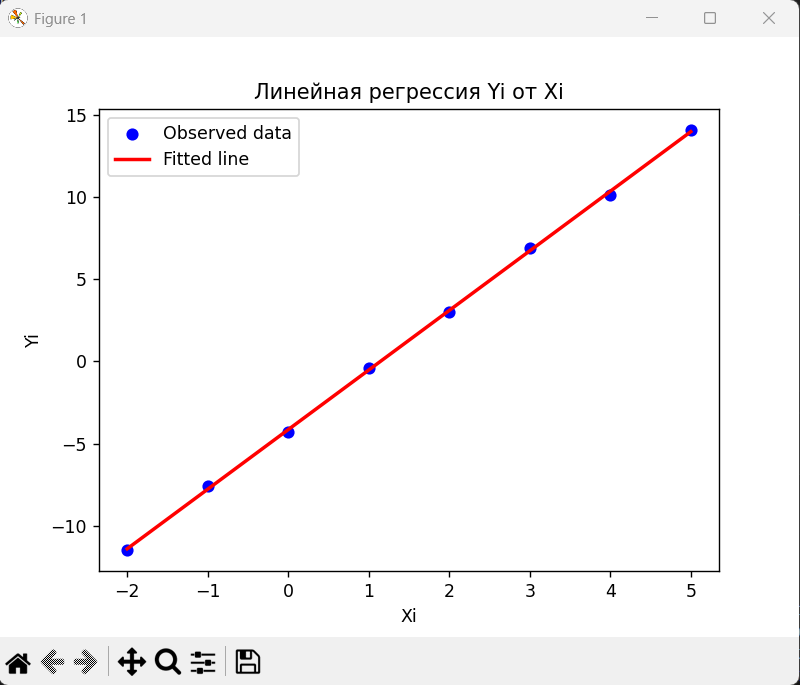 Figure 1
Линейная регрессия Yi от Xi
Observed data
Fitted line
15
10
5
0
−5
−10
Yi
−2 −1 0 1 2 3 4 5
Xi